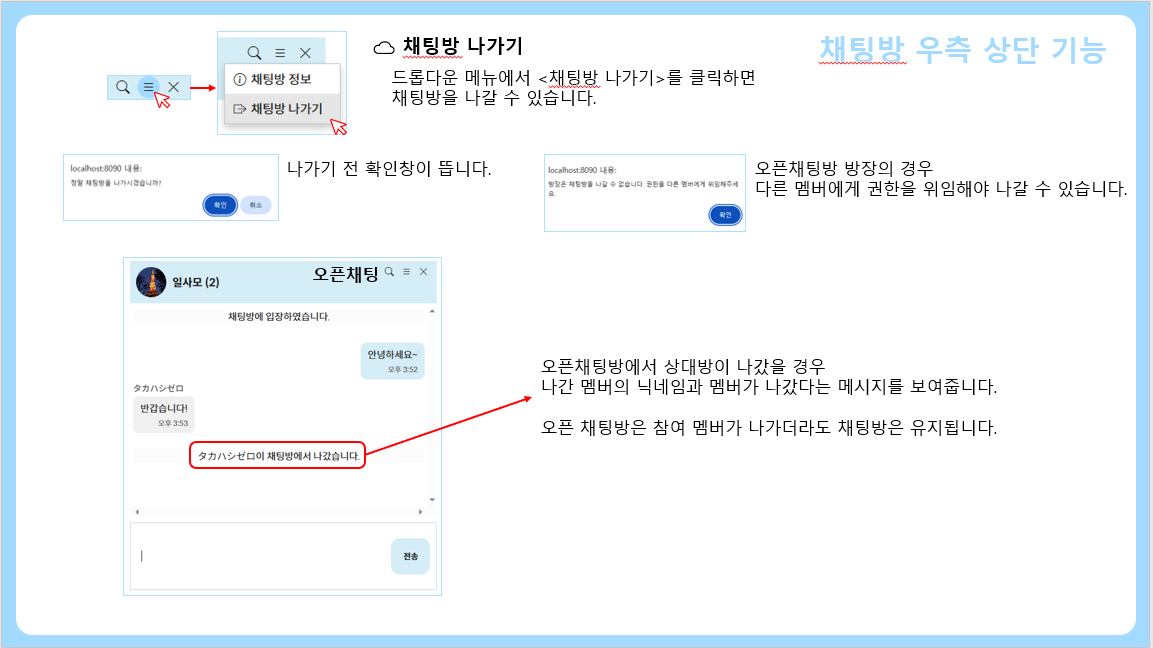 채팅방 우측 상단 기능
채팅방 나가기
드롭다운 메뉴에서 <채팅방 나가기>를 클릭하면
채팅방을 나갈 수 있습니다.
채팅방 정보
채팅방 나가기
localhost:8090 내용:
정말 채팅방을 나가시겠습니까?
확인
취소
나가기 전 확인창이 뜹니다.
localhost:8090 내용:
방장은 채팅방을 나갈 수 없습니다. 권한을 다른 멤버에게 위임해주세
요.
확인
오픈채팅방 방장의 경우
다른 멤버에게 권한을 위임해야 나갈 수 있습니다.
일사모 (2)
오픈채팅
채팅방에 입장하였습니다.
안녕하세요~
오후 3:52
タカハシゼロ
반갑습니다!
오후 3:53
タカハシゼロ이 채팅방에서 나갔습니다.
전송
오픈채팅방에서 상대방이 나갔을 경우
나간 멤버의 닉네임과 멤버가 나갔다는 메시지를 보여줍니다.
오픈 채팅방은 참여 멤버가 나가더라도 채팅방은 유지됩니다.